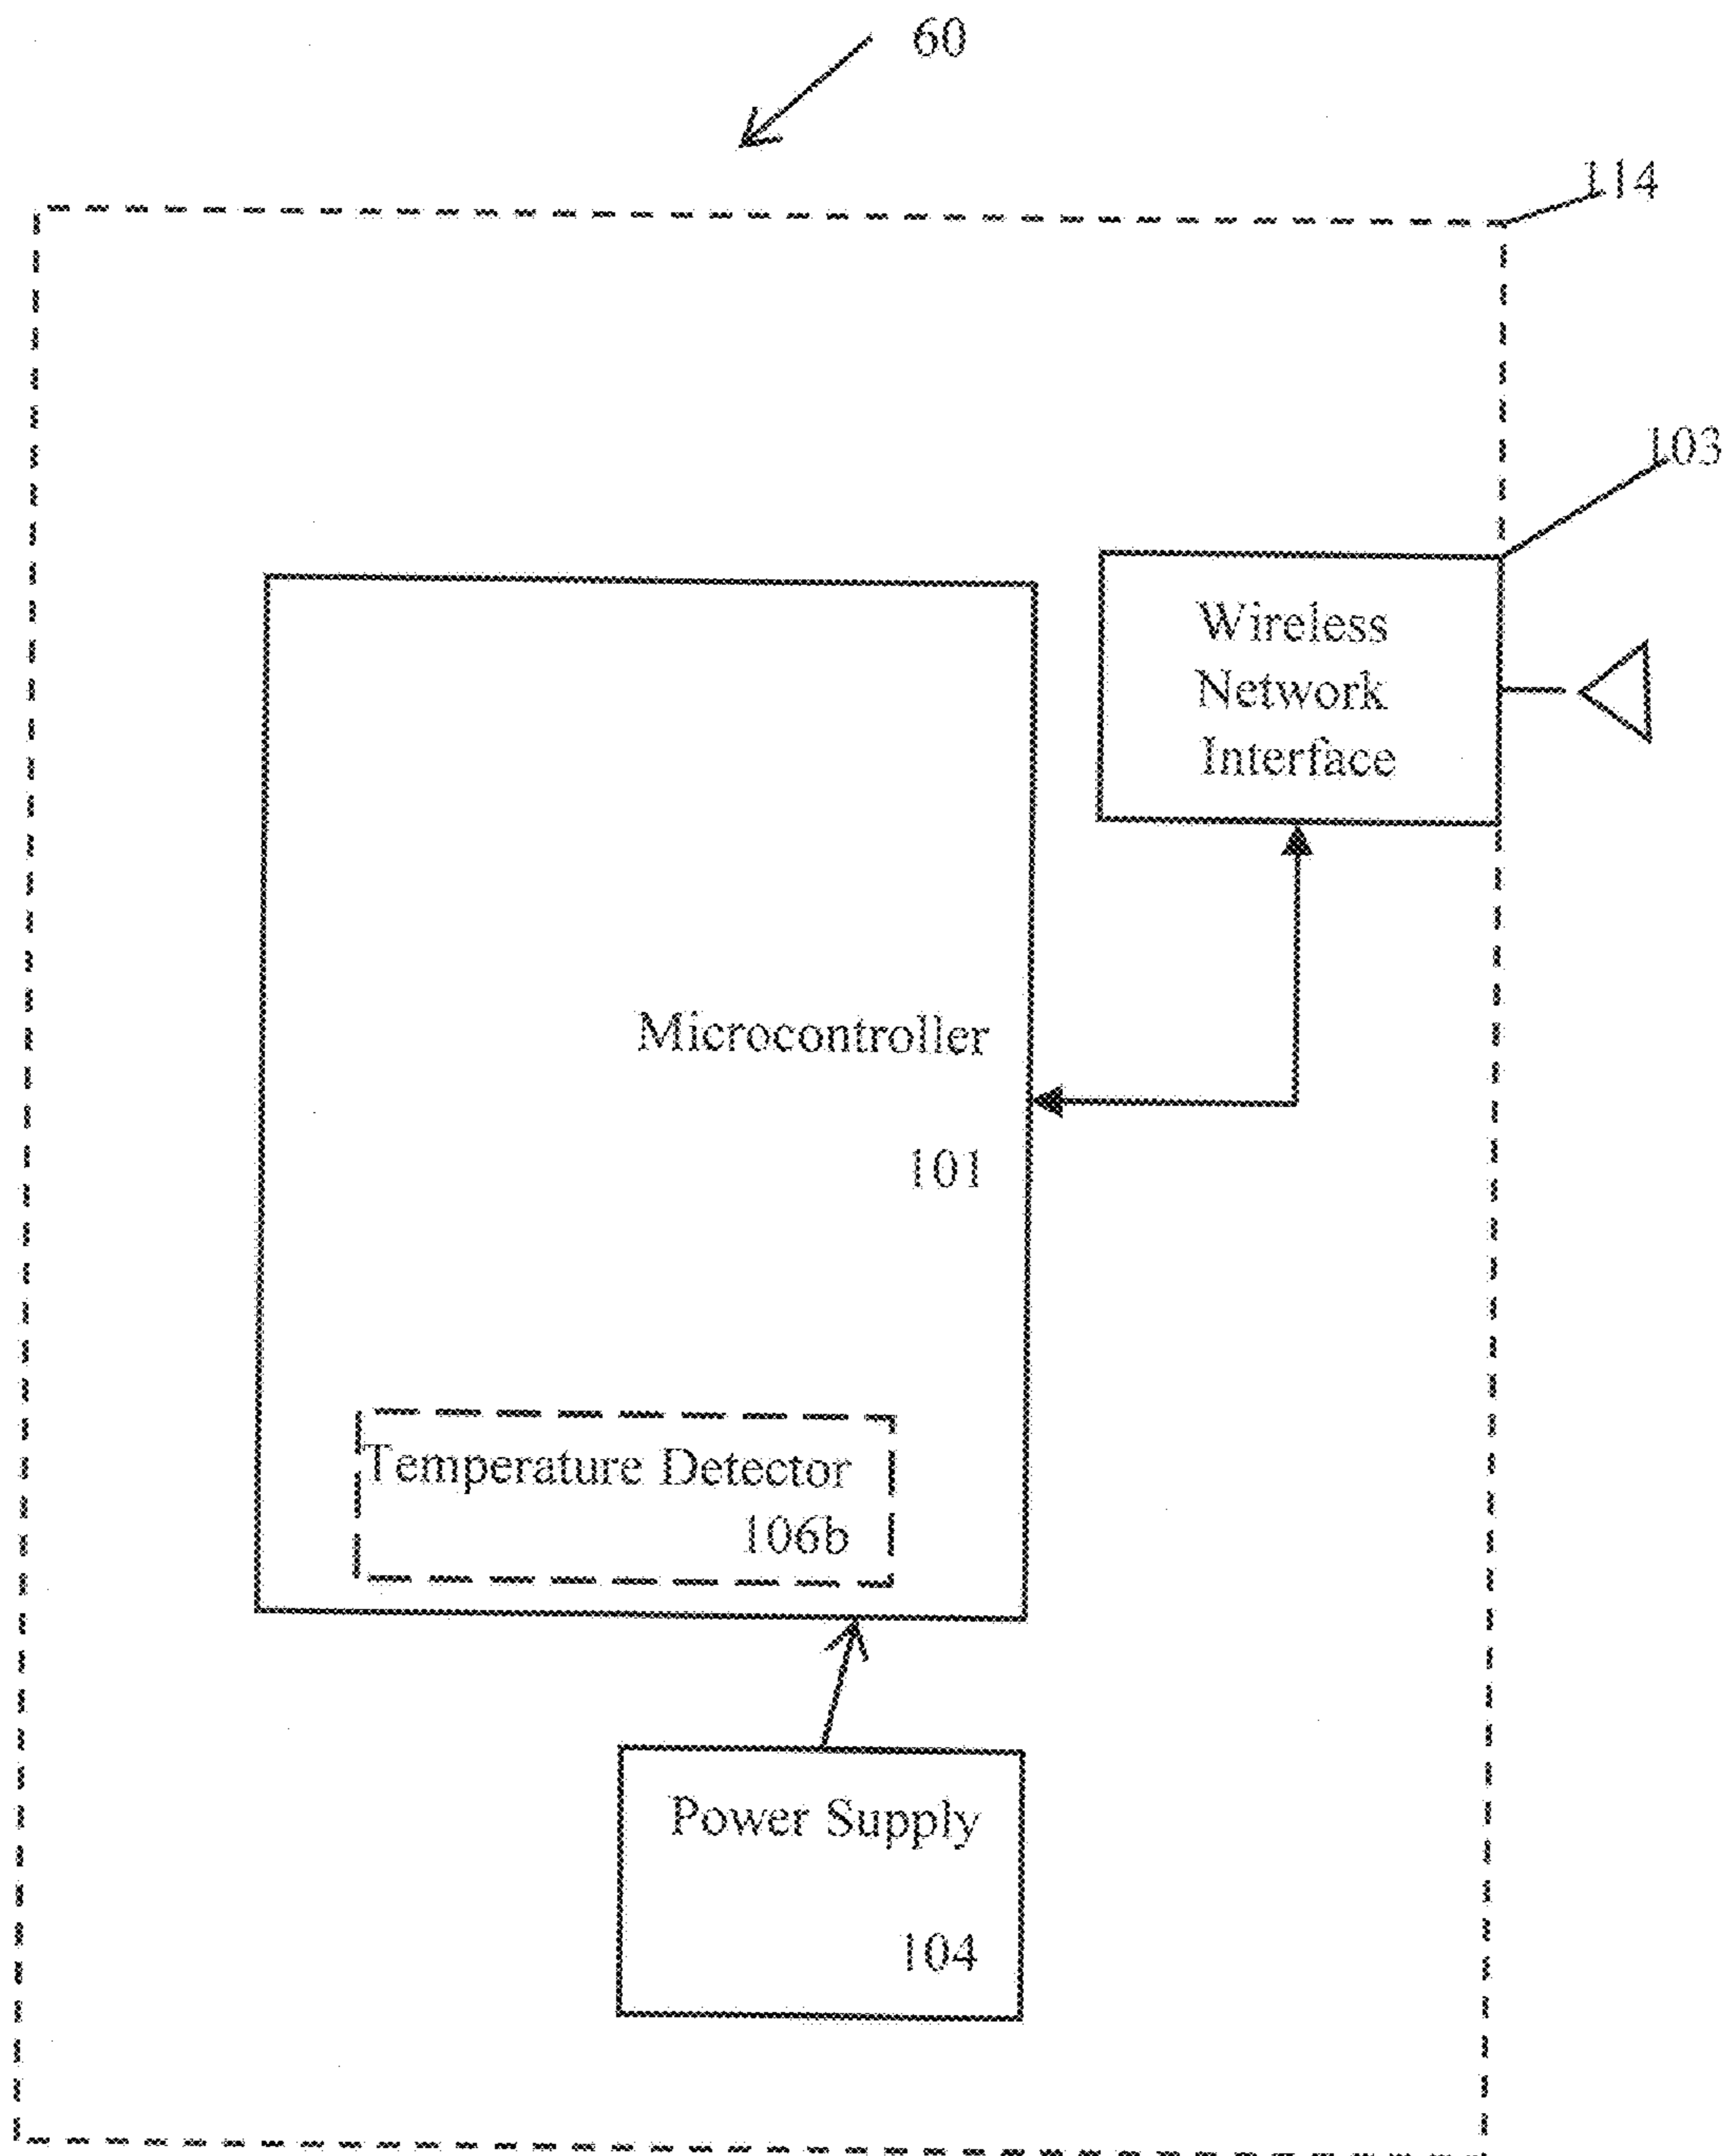 60
114
103
Wireless
Network
Interface
Microcontroller
101
Temperature Detector
106b
Power Supply
104